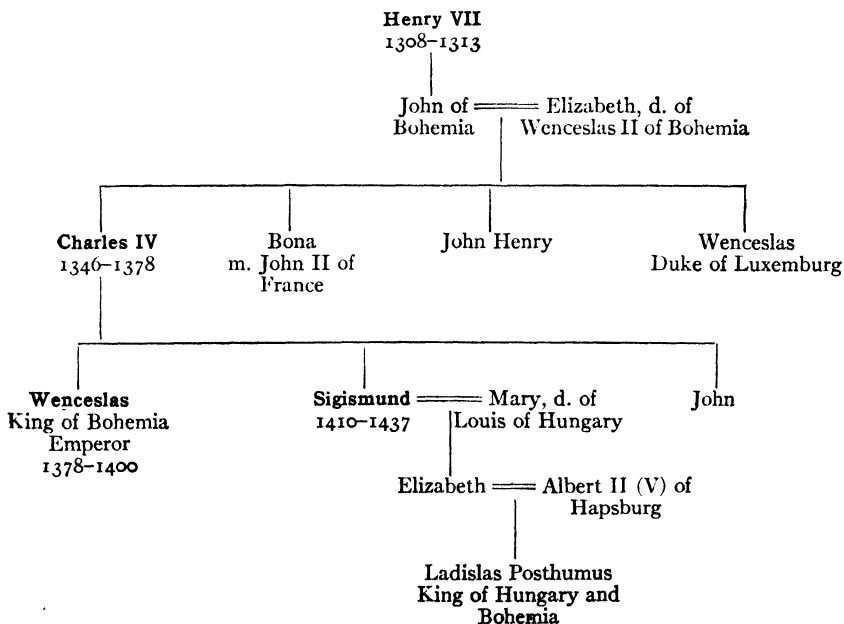 Henry VII
1308–1313
John of
Bohemia
Elizabeth, d. of
Wenceslas II of Bohemia
Charles IV
1346–1378
Bona
m. John II of
France
John Henry
Wenceslas
Duke of Luxemburg
Wenceslas
King of Bohemia
Emperor
1378–1400
Sigismund
1410–1437
Mary, d. of
Louis of Hungary
John
Elizabeth
Albert II (V) of
Hapsburg
Ladislas Posthumus
King of Hungary and
Bohemia